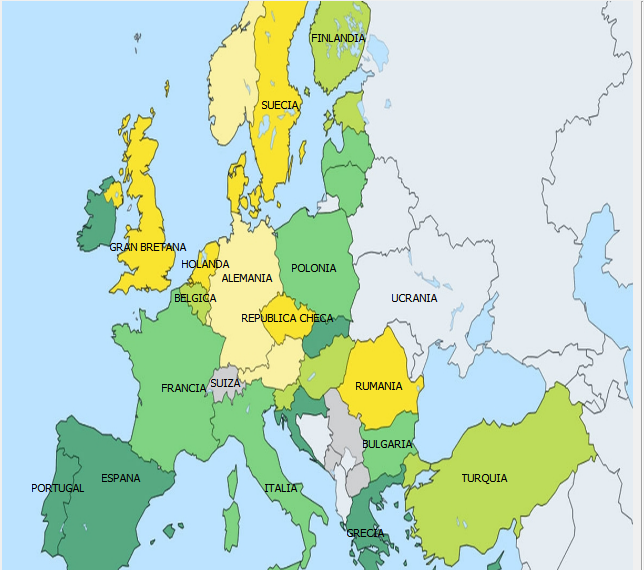 FINLANDIA
SUECIA
GRAN BRETANA
HOLANDA
ALEMANIA
POLONIA
BELGICA
UCRANIA
REPUBLICA CHECA
FRANCIA
SUIZA
RUMANIA
BULGARIA
PORTUGAL
ESPANA
ITALIA
TURQUIA
GRECIA